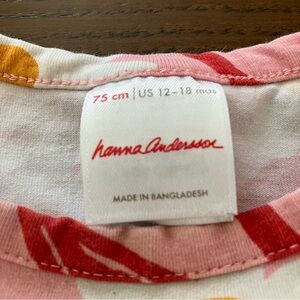 75 cm | US 12-18 mos
hanna andersson
MADE IN BANGLADESH